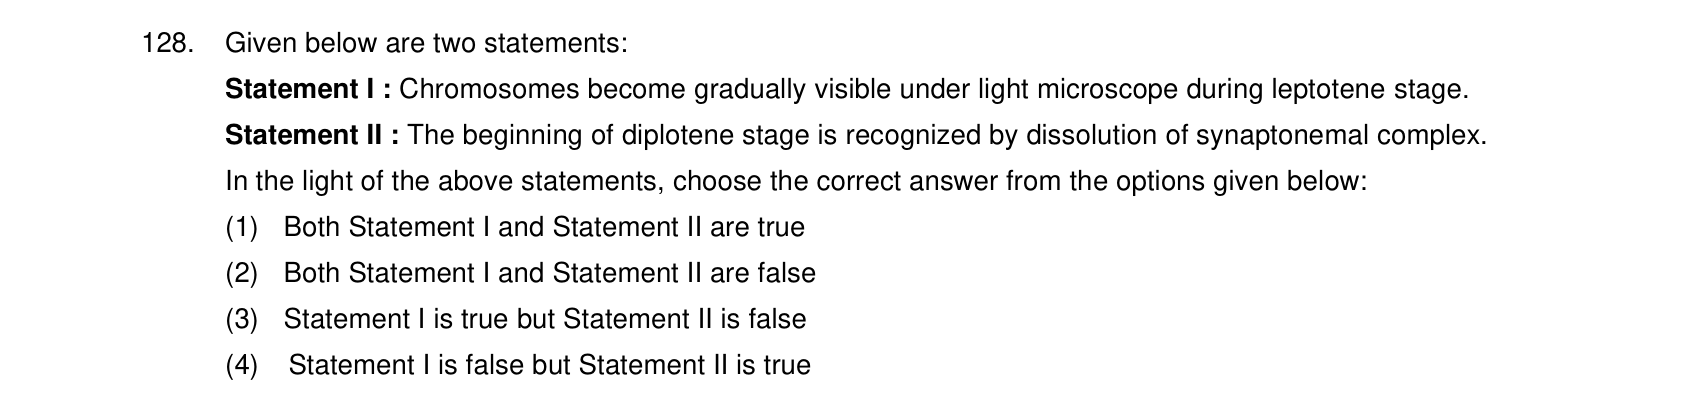 128. Given below are two statements:
Statement I : Chromosomes become gradually visible under light microscope during leptotene stage.
Statement II : The beginning of diplotene stage is recognized by dissolution of synaptonemal complex.
In the light of the above statements, choose the correct answer from the options given below:
(1) Both Statement I and Statement II are true
(2) Both Statement I and Statement II are false
(3) Statement I is true but Statement II is false
(4) Statement I is false but Statement II is true